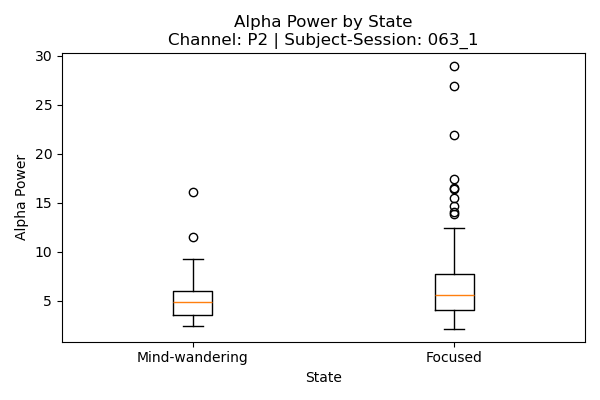 Alpha Power by State
Channel: P2 | Subject-Session: 063_1
30
25
20
15
10
5
Alpha Power
Mind-wandering
Focused
State